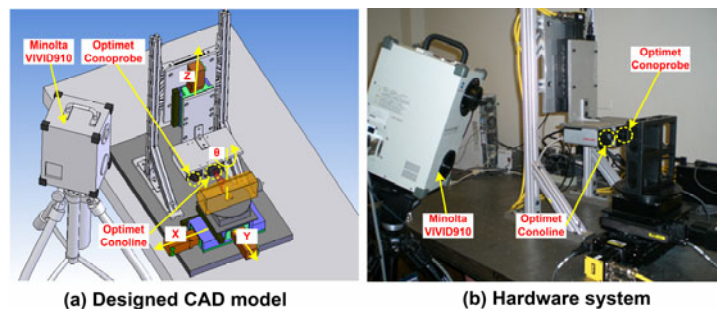 Minolta
VIVID910
Optimet
Conoprobe
Z
θ
Optimet
Conoline
X
Y
(a) Designed CAD model
Optimet
Conoprobe
Minolta
VIVID910
Optimet
Conoline
(b) Hardware system